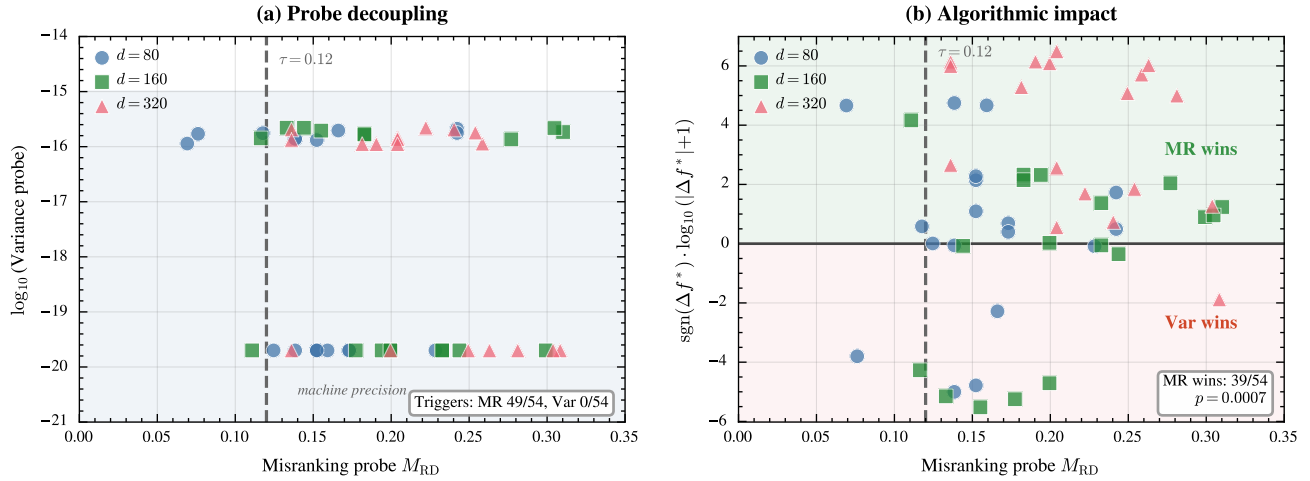 (a) Probe decoupling
−14
−15
−16
−17
−18
−19
−20
−21
log₁₀(Variance probe)
d = 80
d = 160
d = 320
τ = 0.12
machine precision
Triggers: MR 49/54, Var 0/54
0.00 0.05 0.10 0.15 0.20 0.25 0.30 0.35
Misranking probe M_RD
(b) Algorithmic impact
6
4
2
0
−2
−4
−6
sgn(Δf*) · log₁₀(|Δf*|+1)
d = 80
d = 160
d = 320
τ = 0.12
MR wins
Var wins
MR wins: 39/54
p = 0.0007
0.00 0.05 0.10 0.15 0.20 0.25 0.30 0.35
Misranking probe M_RD